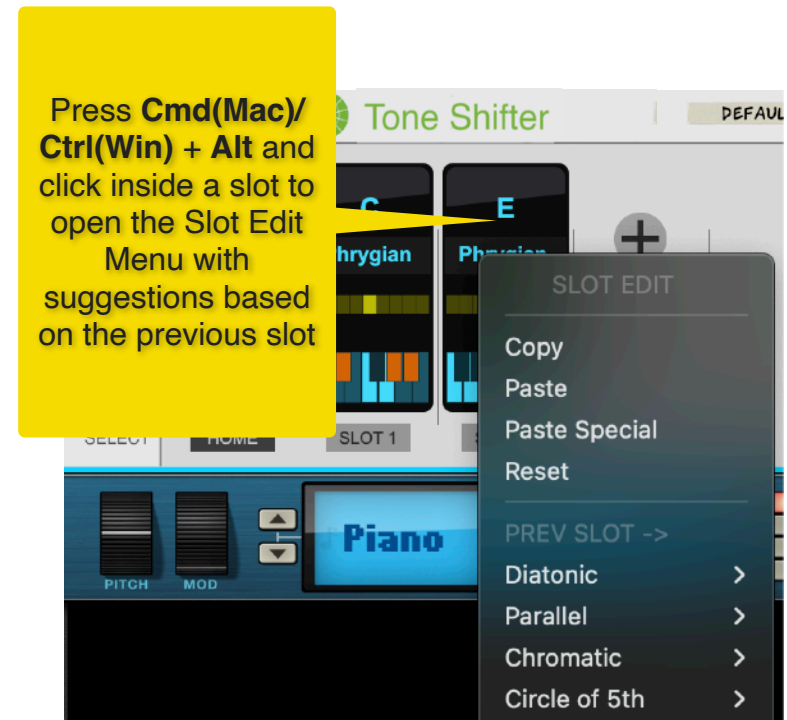 Press Cmd(Mac)/
Ctrl(Win) + Alt and
click inside a slot to
open the Slot Edit
Menu with
suggestions based
on the previous slot
Tone Shifter
E
SLOT EDIT
Copy
Paste
Paste Special
Reset
PREV SLOT ->
Diatonic
Parallel
Chromatic
Circle of 5th
SELECT
HOME
SLOT 1
Piano
PITCH
MOD